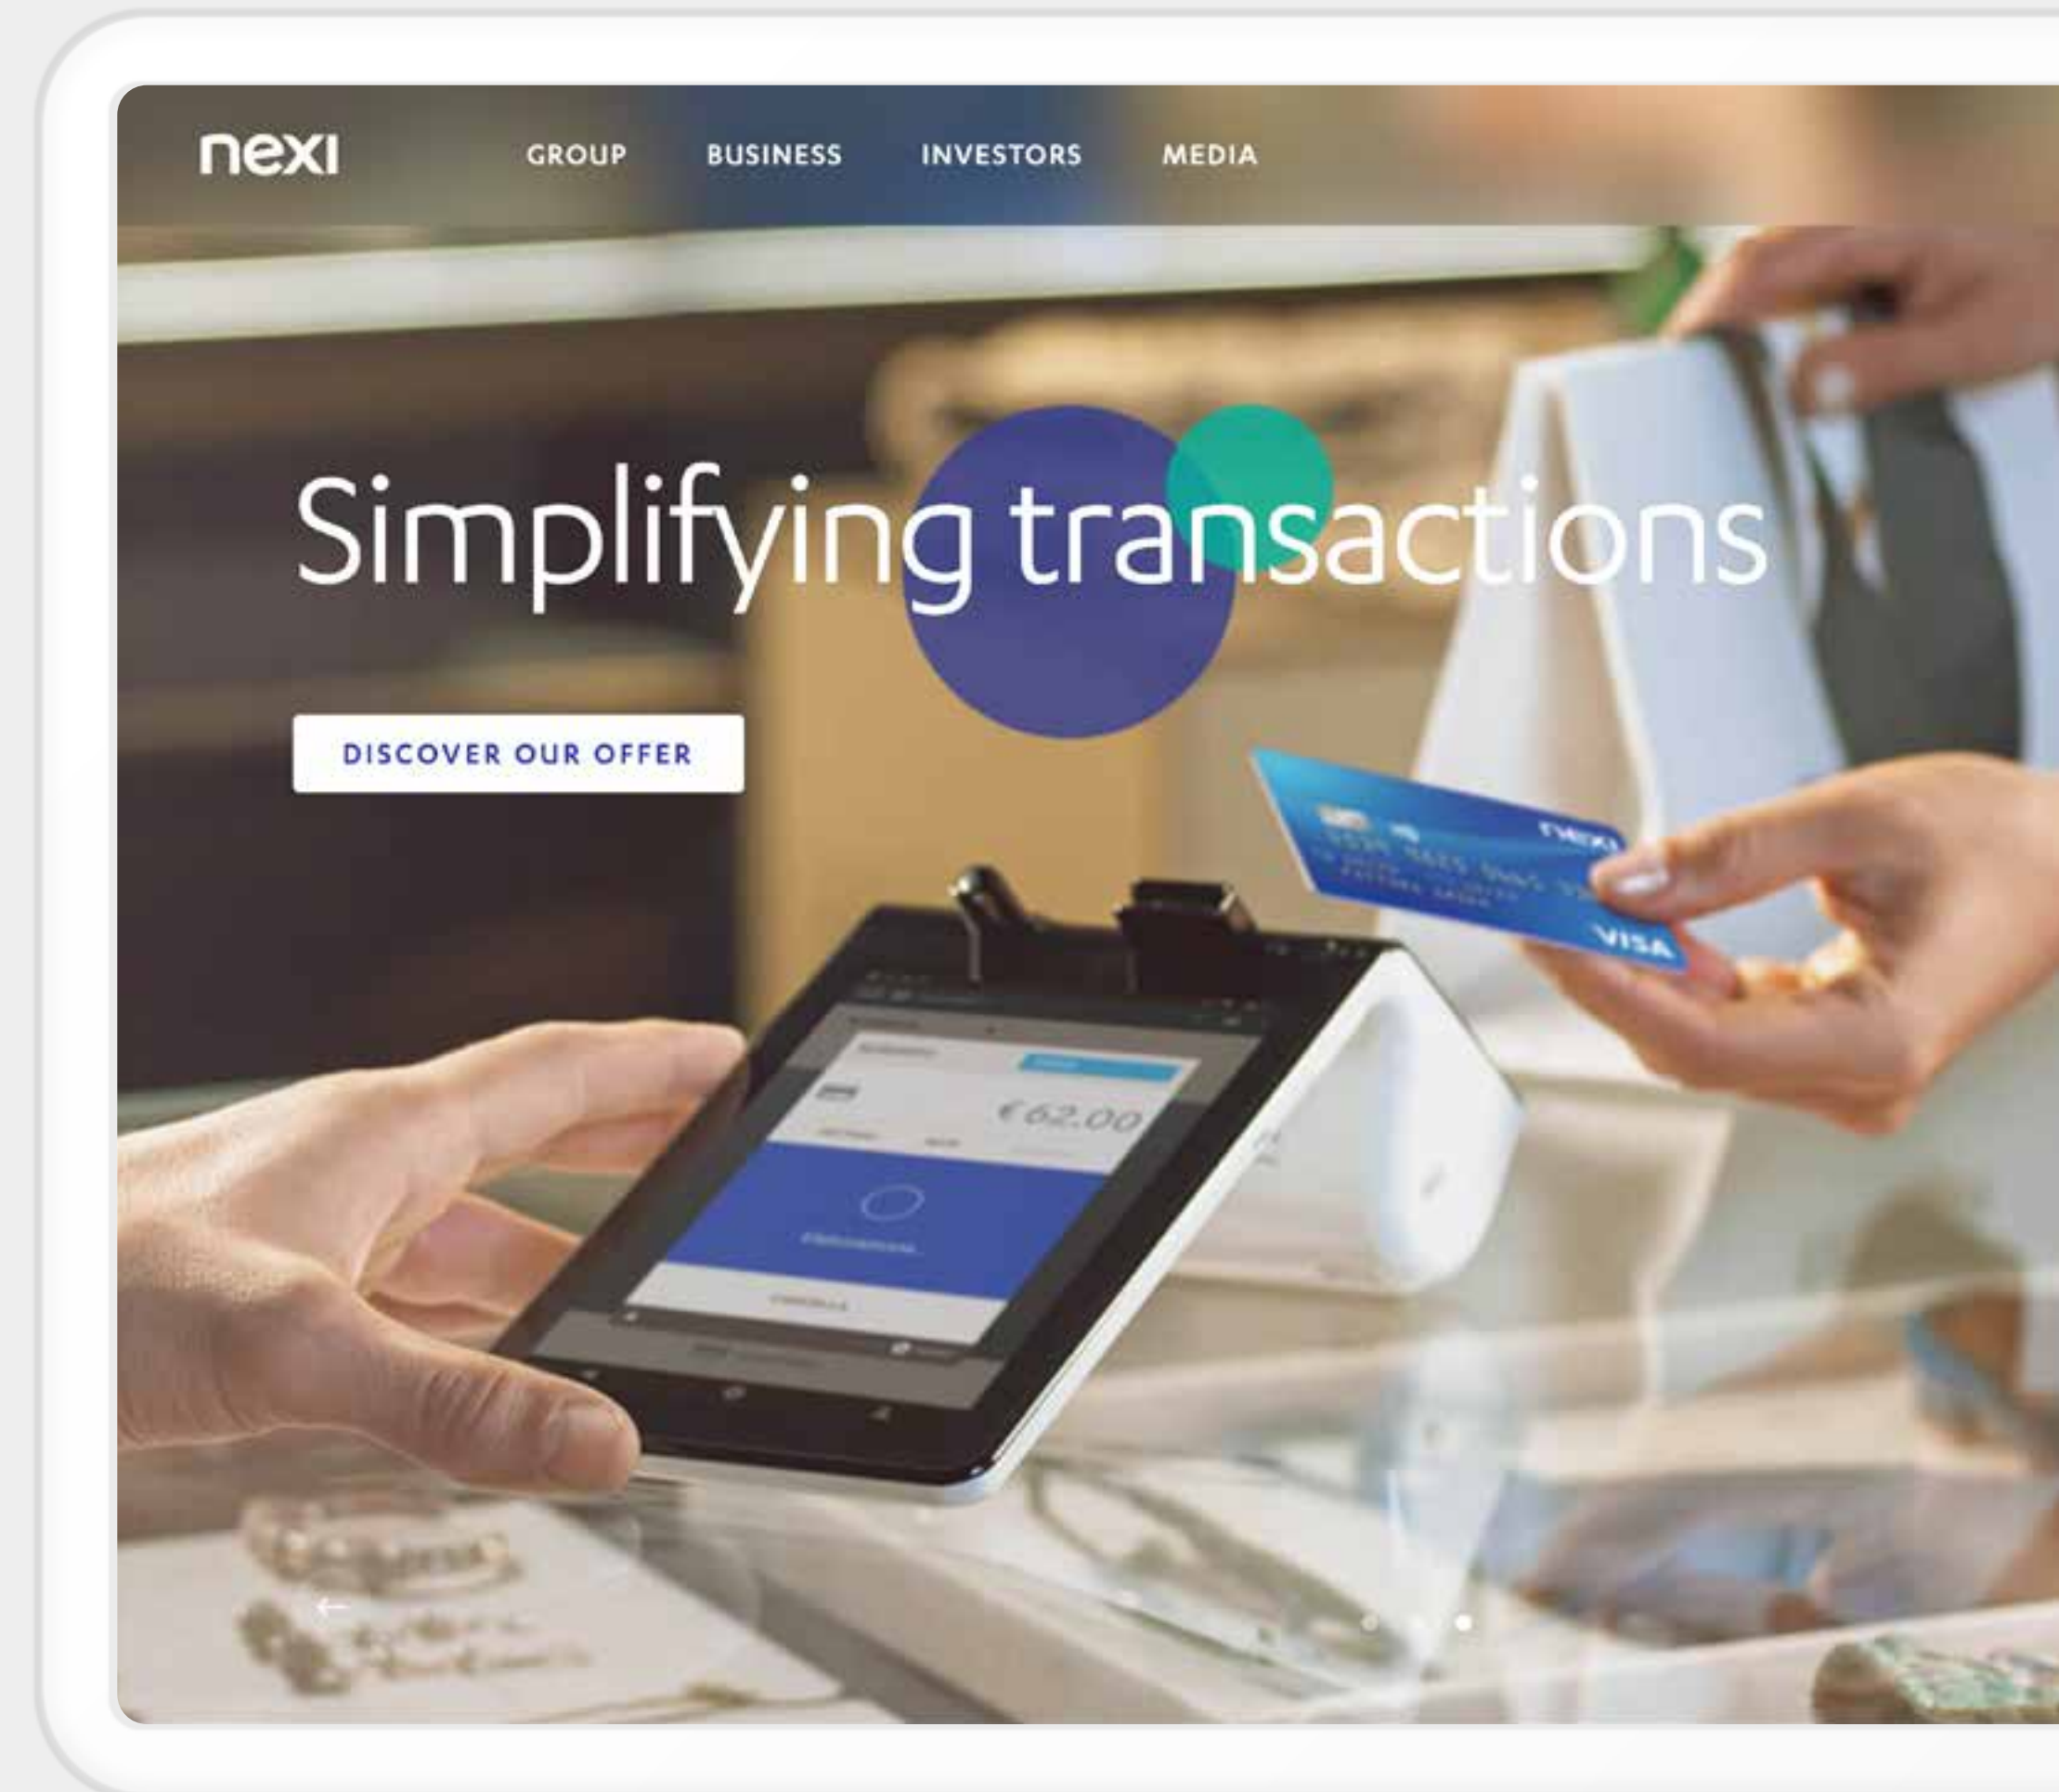 nexi
GROUP BUSINESS INVESTORS MEDIA
Simplifying transactions
DISCOVER OUR OFFER
nexi
VISA
€ 62.00